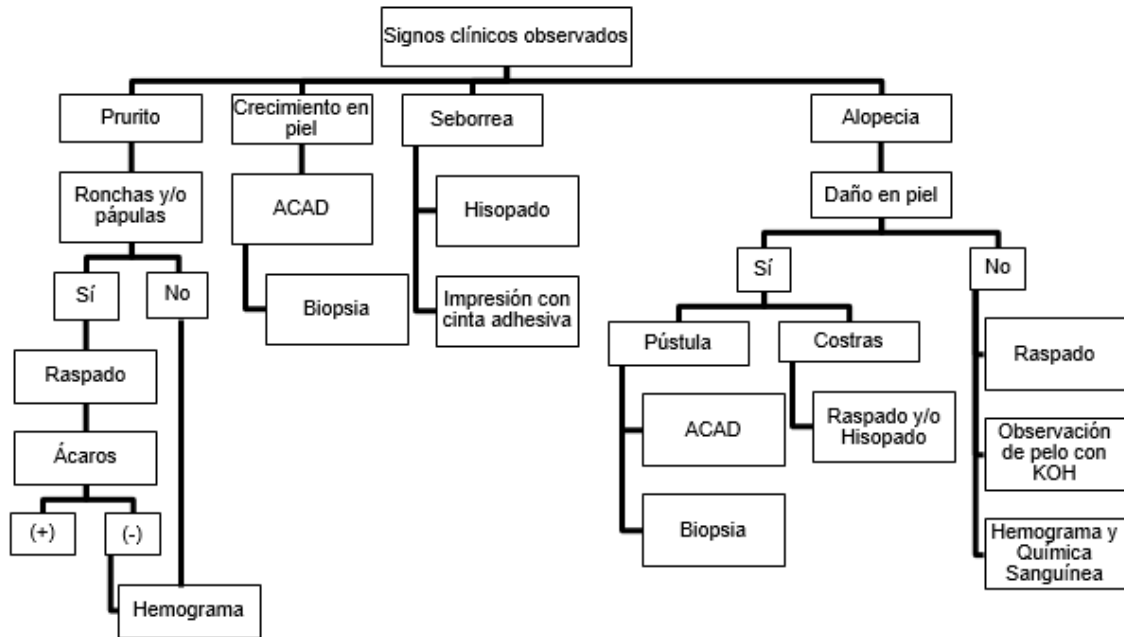 Signos clínicos observados
Prurito
Crecimiento en
piel
Seborrea
Alopecia
Ronchas y/o
pápulas
ACAD
Hisopado
Daño en piel
Sí
No
Biopsia
Impresión con
cinta adhesiva
Sí
No
Raspado
Pústula
Costras
Raspado
Ácaros
ACAD
Raspado y/o
Hisopado
Observación
de pelo con
KOH
(+)
(-)
Biopsia
Hemograma y
Química
Sanguínea
Hemograma